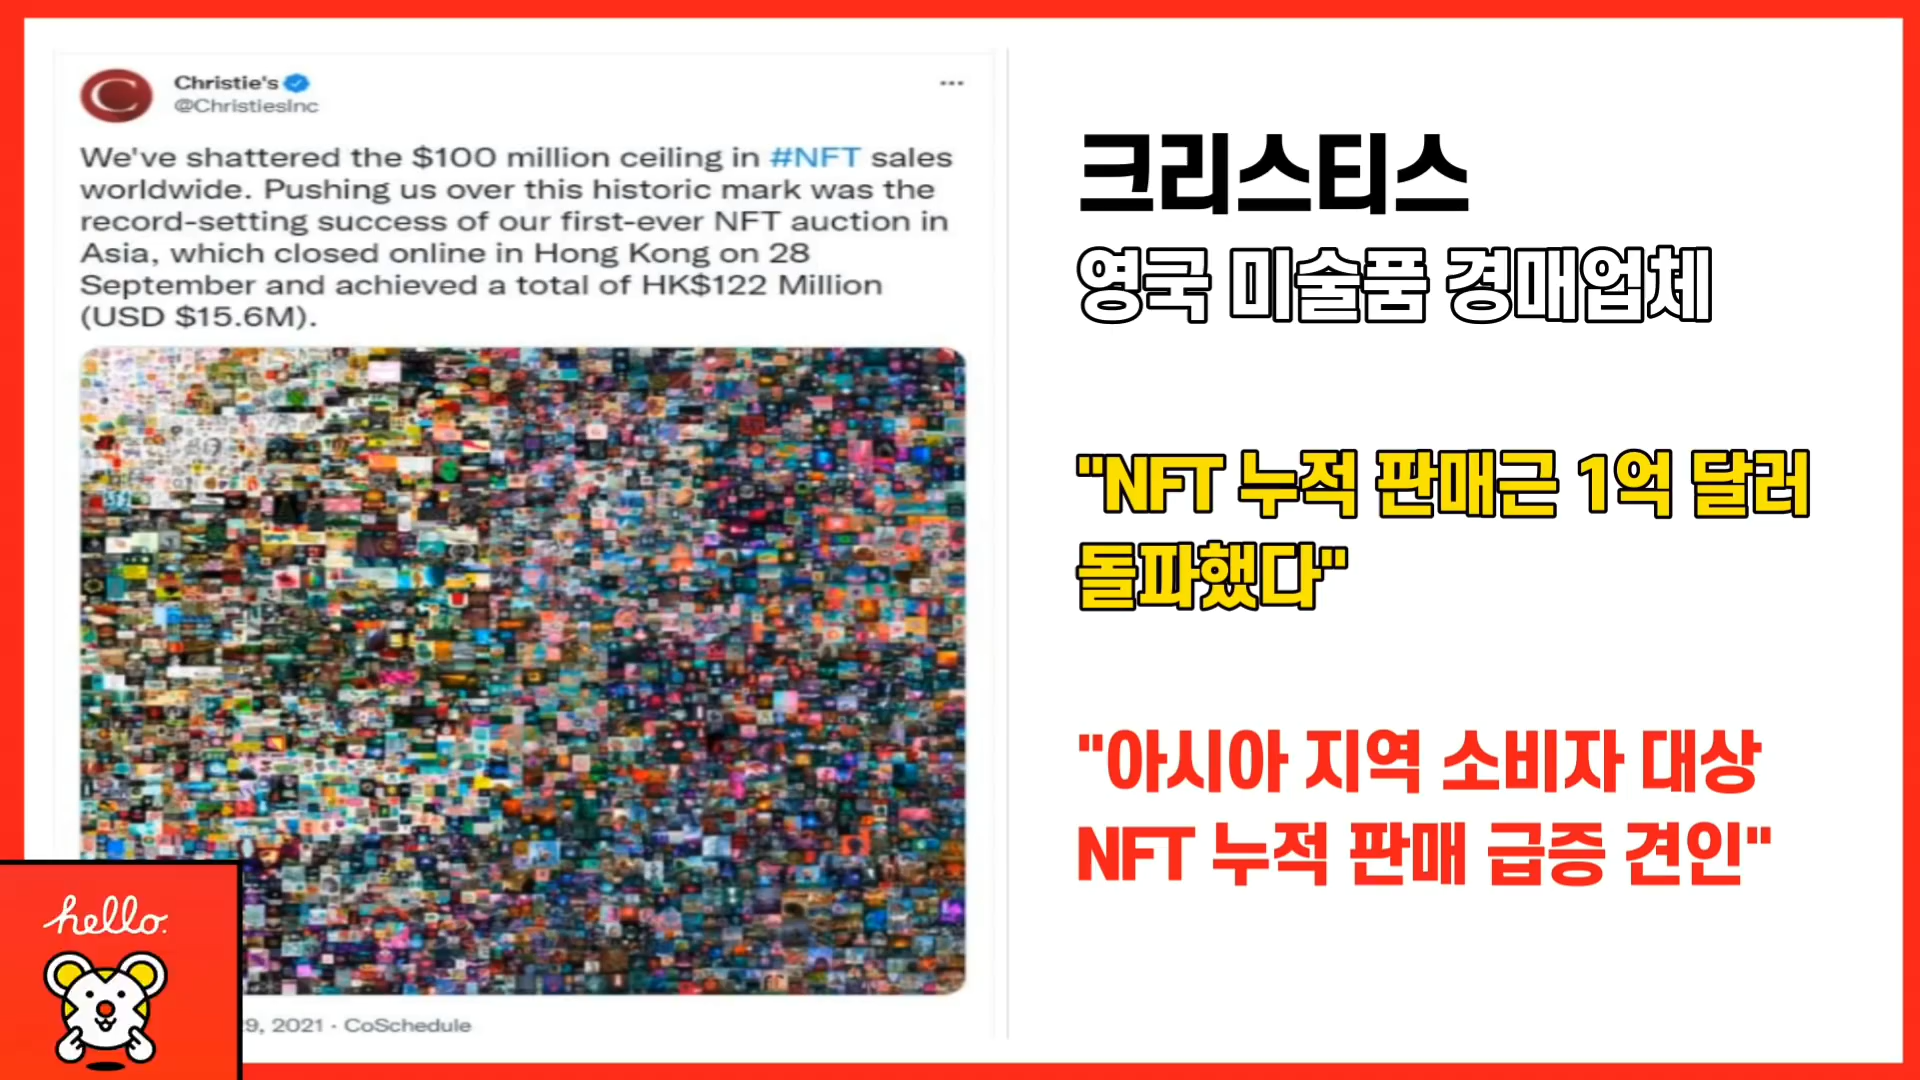 Christie's
@ChristiesInc
We've shattered the $100 million ceiling in #NFT sales
worldwide. Pushing us over this historic mark was the
record-setting success of our first-ever NFT auction in
Asia, which closed online in Hong Kong on 28
September and achieved a total of HK$122 Million
(USD $15.6M).
29, 2021 · CoSchedule
hello.
크리스티스
영국 미술품 경매업체
"NFT 누적 판매근 1억 달러
돌파했다"
"아시아 지역 소비자 대상
NFT 누적 판매 급증 견인"